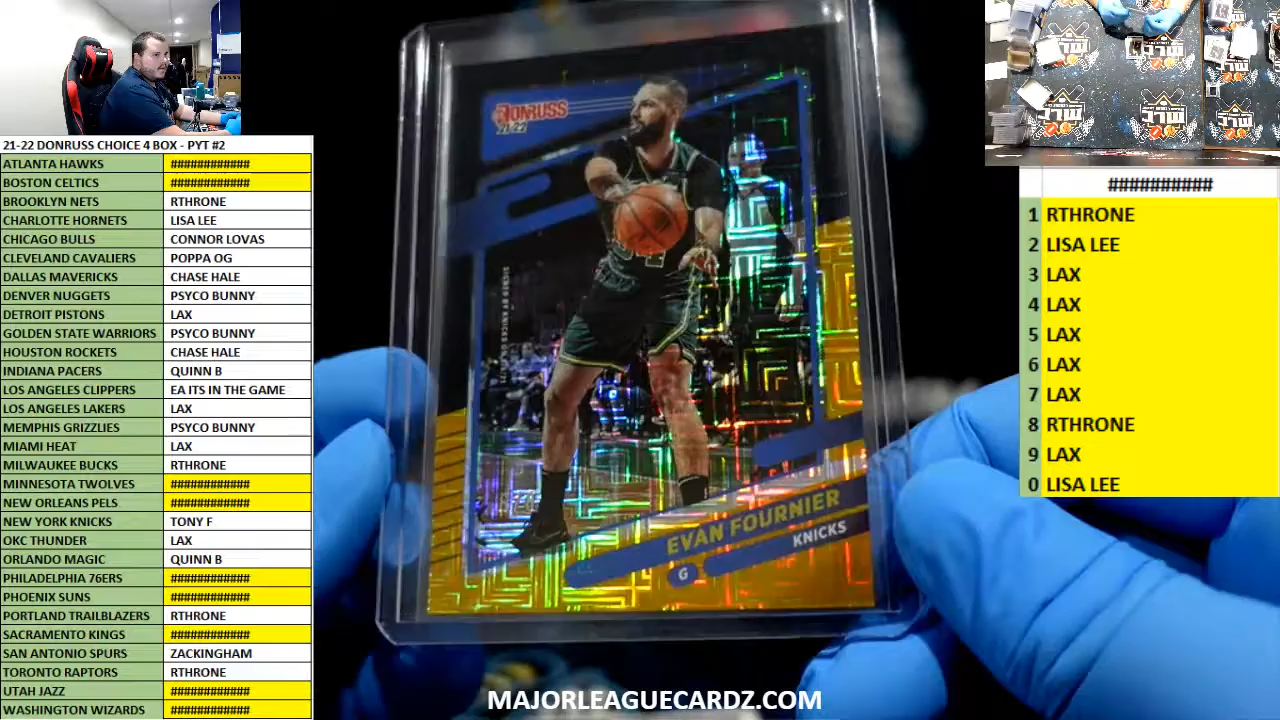 21-22 DONRUSS CHOICE 4 BOX - PYT #2
ATLANTA HAWKS ############
BOSTON CELTICS ############
BROOKLYN NETS RTHRONE
CHARLOTTE HORNETS LISA LEE
CHICAGO BULLS CONNOR LOVAS
CLEVELAND CAVALIERS POPPA OG
DALLAS MAVERICKS CHASE HALE
DENVER NUGGETS PSYCO BUNNY
DETROIT PISTONS LAX
GOLDEN STATE WARRIORS PSYCO BUNNY
HOUSTON ROCKETS CHASE HALE
INDIANA PACERS QUINN B
LOS ANGELES CLIPPERS EA ITS IN THE GAME
LOS ANGELES LAKERS LAX
MEMPHIS GRIZZLIES PSYCO BUNNY
MIAMI HEAT LAX
MILWAUKEE BUCKS RTHRONE
MINNESOTA TWOLVES ############
NEW ORLEANS PELS ############
NEW YORK KNICKS TONY F
OKC THUNDER LAX
ORLANDO MAGIC QUINN B
PHILADELPHIA 76ERS ############
PHOENIX SUNS ############
PORTLAND TRAILBLAZERS RTHRONE
SACRAMENTO KINGS ############
SAN ANTONIO SPURS ZACKINGHAM
TORONTO RAPTORS RTHRONE
UTAH JAZZ ############
WASHINGTON WIZARDS ############
DONRUSS
21-22
EVAN FOURNIER
KNICKS
G
MAJORLEAGUECARDZ.COM
MLC
##########
1 RTHRONE
2 LISA LEE
3 LAX
4 LAX
5 LAX
6 LAX
7 LAX
8 RTHRONE
9 LAX
0 LISA LEE